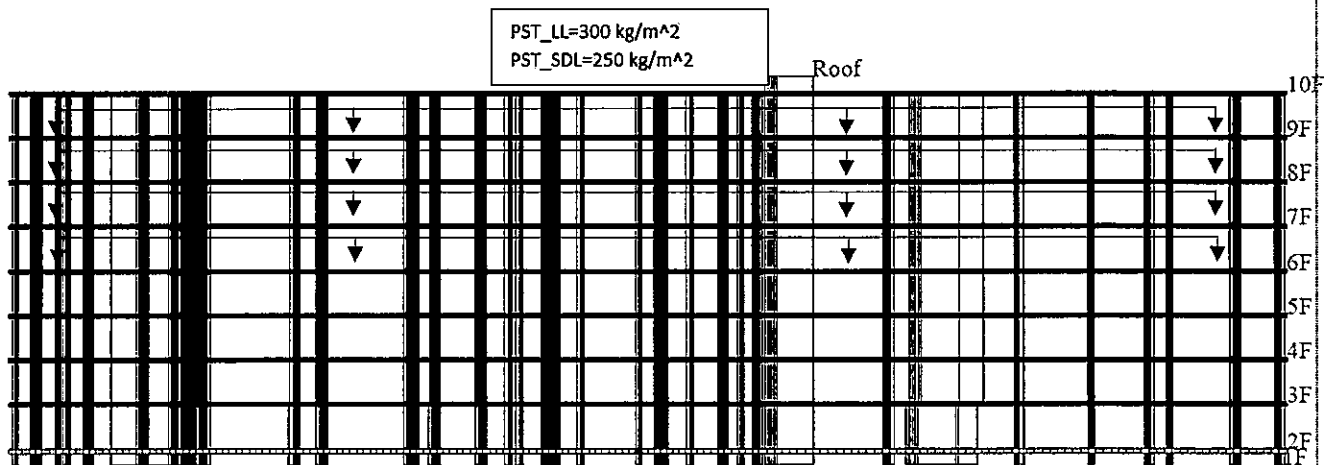 PST_LL=300 kg/m^2
PST_SDL=250 kg/m^2
Roof
10F
9F
8F
7F
6F
5F
4F
3F
2F
1F